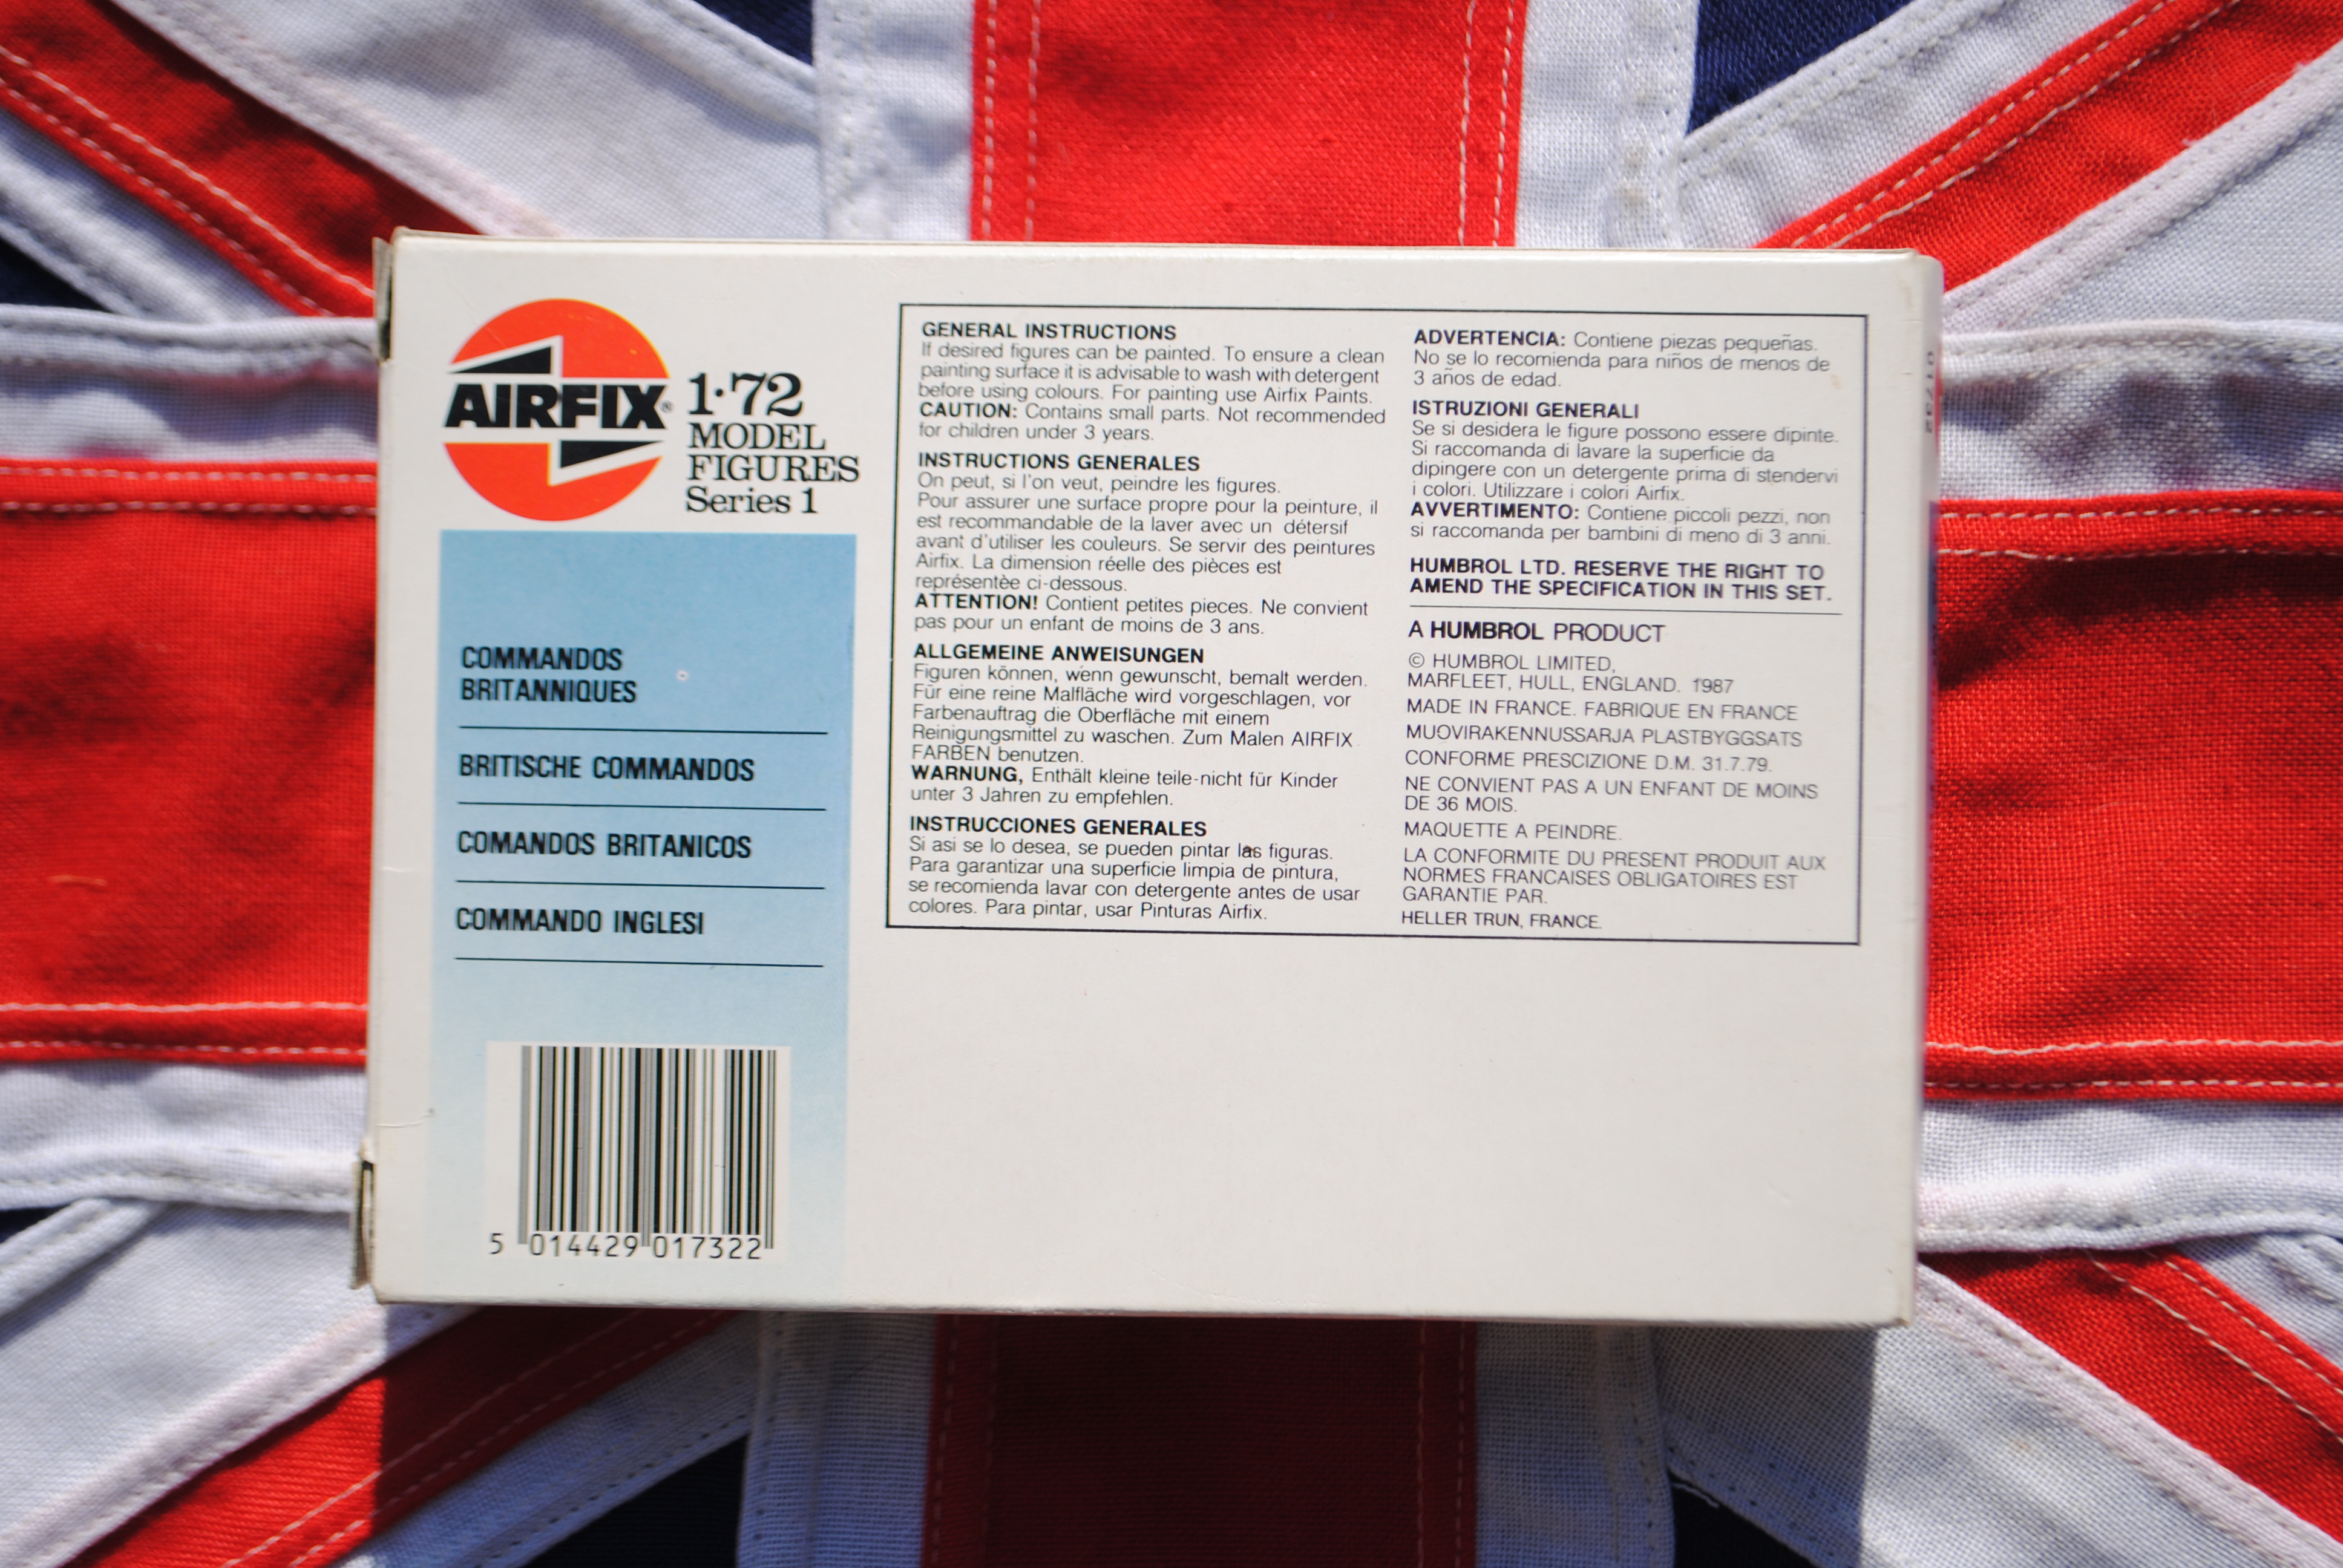 AIRFIX®
1·72
MODEL
FIGURES
Series 1
COMMANDOS
BRITANNIQUES
BRITISCHE COMMANDOS
COMANDOS BRITANICOS
COMMANDO INGLESI
5 014429 017322
GENERAL INSTRUCTIONS
If desired figures can be painted. To ensure a clean
painting surface it is advisable to wash with detergent
before using colours. For painting use Airfix Paints.
CAUTION: Contains small parts. Not recommended
for children under 3 years.
INSTRUCTIONS GENERALES
On peut, si l'on veut, peindre les figures.
Pour assurer une surface propre pour la peinture, il
est recommandable de la laver avec un détersif
avant d'utiliser les couleurs. Se servir des peintures
Airfix. La dimension réelle des pièces est
représentèe ci-dessous.
ATTENTION! Contient petites pieces. Ne convient
pas pour un enfant de moins de 3 ans.
ALLGEMEINE ANWEISUNGEN
Figuren können, wenn gewunscht, bemalt werden.
Für eine reine Malfläche wird vorgeschlagen, vor
Farbenauftrag die Oberfläche mit einem
Reinigungsmittel zu waschen. Zum Malen AIRFIX
FARBEN benutzen.
WARNUNG, Enthält kleine teile-nicht für Kinder
unter 3 Jahren zu empfehlen.
INSTRUCCIONES GENERALES
Si asi se lo desea, se pueden pintar las figuras.
Para garantizar una superficie limpia de pintura,
se recomienda lavar con detergente antes de usar
colores. Para pintar, usar Pinturas Airfix.
ADVERTENCIA: Contiene piezas pequeñas.
No se lo recomienda para niños de menos de
3 años de edad.
ISTRUZIONI GENERALI
Se si desidera le figure possono essere dipinte.
Si raccomanda di lavare la superficie da
dipingere con un detergente prima di stendervi
i colori. Utilizzare i colori Airfix.
AVVERTIMENTO: Contiene piccoli pezzi, non
si raccomanda per bambini di meno di 3 anni.
HUMBROL LTD. RESERVE THE RIGHT TO
AMEND THE SPECIFICATION IN THIS SET.
A HUMBROL PRODUCT
© HUMBROL LIMITED,
MARFLEET, HULL, ENGLAND. 1987
MADE IN FRANCE. FABRIQUE EN FRANCE
MUOVIRAKENNUSSARJA PLASTBYGGSATS
CONFORME PRESCIZIONE D.M. 31.7.79.
NE CONVIENT PAS A UN ENFANT DE MOINS
DE 36 MOIS.
MAQUETTE A PEINDRE.
LA CONFORMITE DU PRESENT PRODUIT AUX
NORMES FRANCAISES OBLIGATOIRES EST
GARANTIE PAR.
HELLER TRUN, FRANCE.